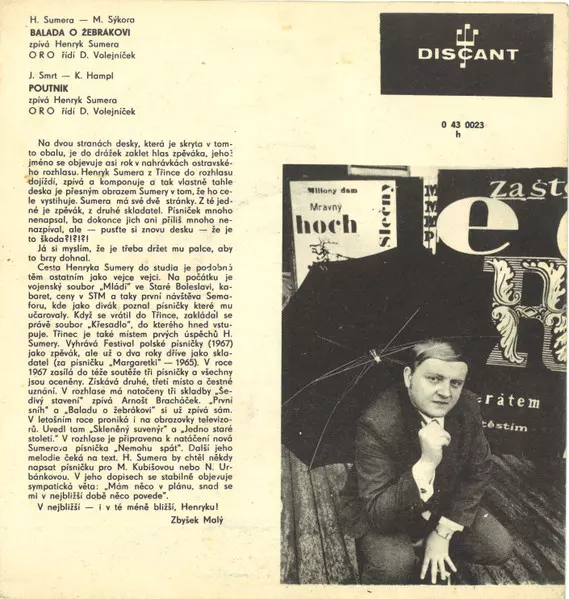 H. Sumera — M. Sýkora
BALADA O ŽEBRÁKOVI
zpívá Henryk Sumera
ORO řídí D. Volejníček
J. Smrt — K. Hampl
POUTNÍK
zpívá Henryk Sumera
ORO řídí D. Volejníček
DISCANT
0 43 0023
h
Na dvou stranách desky, která je skryta v tom-
to obalu, je do drážek zaklet hlas zpěváka, jehož
jméno se objevuje asi rok v nahrávkách ostravské-
ho rozhlasu. Henryk Sumera z Třince do rozhlasu
dojíždí, zpívá a komponuje a tak vlastně tahle
deska je přesným obrazem Sumery v tom, že ho ce-
le vystihuje. Sumera má své dvě stránky. Z té jed-
né je zpěvák, z druhé skladatel. Písniček mnoho
nenapsal, ba dokonce jich ani příliš mnoho ne-
nazpíval, ale — pusťte si znovu desku — že je
to škoda?!?!?!
Já si myslím, že je třeba držet mu palce, aby
to brzy dohnal.
Cesta Henryka Sumery do studia je podobná
těm ostatním jako vejce vejci. Na počátku je
vojenský soubor „Mládí" ve Staré Boleslavi, ka-
baret, ceny v STM a taky první návštěva Sema-
foru, kde jako divák poznal písničky které mu
učarovaly. Když se vrátil do Třince, zakládal se
právě soubor „Křesadlo", do kterého hned vstu-
puje. Třinec je také místem prvých úspěchů H.
Sumery. Vyhrává Festival polské písničky (1967)
jako zpěvák, ale už o dva roky dříve jako skla-
datel (za písničku „Margaretki" — 1965). V roce
1967 zasílá do téže soutěže tři písničky a všechny
jsou oceněny. Získává druhé, třetí místo a čestné
uznání. V rozhlase má natočeny tři skladby „Še-
divý stavení" zpívá Arnošt Bracháček. „První
sníh" a „Baladu o žebrákovi" si už zpívá sám.
V letošním roce proniká i na obrazovky televizo-
rů. Uvedl tam „Skleněný suvenýr" a „Jedno staré
století." V rozhlase je připravena k natáčení nová
Sumerova písnička „Nemohu spát". Další jeho
melodie čeká na text. H. Sumera by chtěl někdy
napsat písničku pro M. Kubišovou nebo N. Ur-
bánkovou. V jeho dopisech se stabilně objevuje
sympatická věta: „Mám něco v plánu, snad se
mi v nejbližší době něco povede".
V nejbližší — i v té méně bližší, Henryku!
Zbyšek Malý
Miliony dam
Mravný
hoch
Slečny
zašt
e
R
érátem
těstím